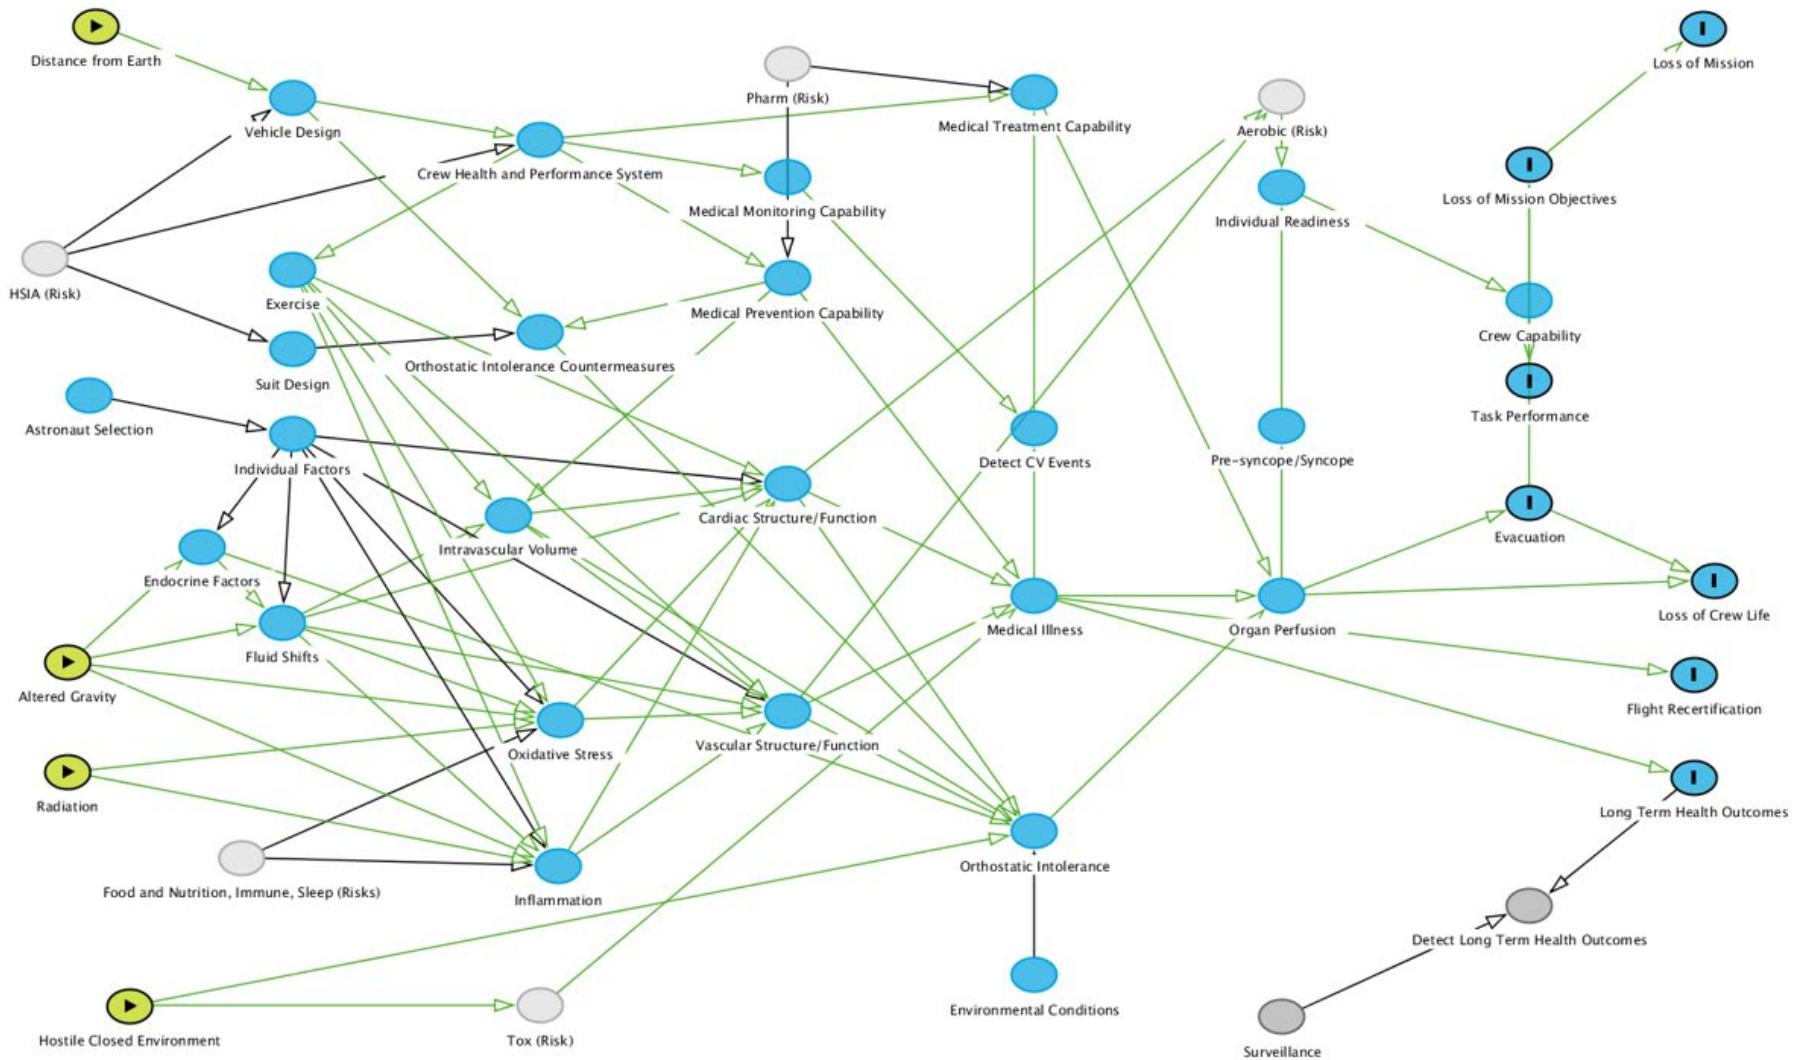 Distance from Earth
Loss of Mission
Pharm (Risk)
Vehicle Design
Medical Treatment Capability
Aerobic (Risk)
Crew Health and Performance System
Loss of Mission Objectives
Medical Monitoring Capability
Individual Readiness
HSIA (Risk)
Exercise
Medical Prevention Capability
Crew Capability
Suit Design
Orthostatic Intolerance Countermeasures
Task Performance
Astronaut Selection
Individual Factors
Detect CV Events
Pre-syncope/Syncope
Cardiac Structure/Function
Intravascular Volume
Evacuation
Endocrine Factors
Loss of Crew Life
Medical Illness
Organ Perfusion
Fluid Shifts
Altered Gravity
Flight Recertification
Vascular Structure/Function
Oxidative Stress
Radiation
Long Term Health Outcomes
Orthostatic Intolerance
Food and Nutrition, Immune, Sleep (Risks)
Inflammation
Detect Long Term Health Outcomes
Environmental Conditions
Hostile Closed Environment
Tox (Risk)
Surveillance